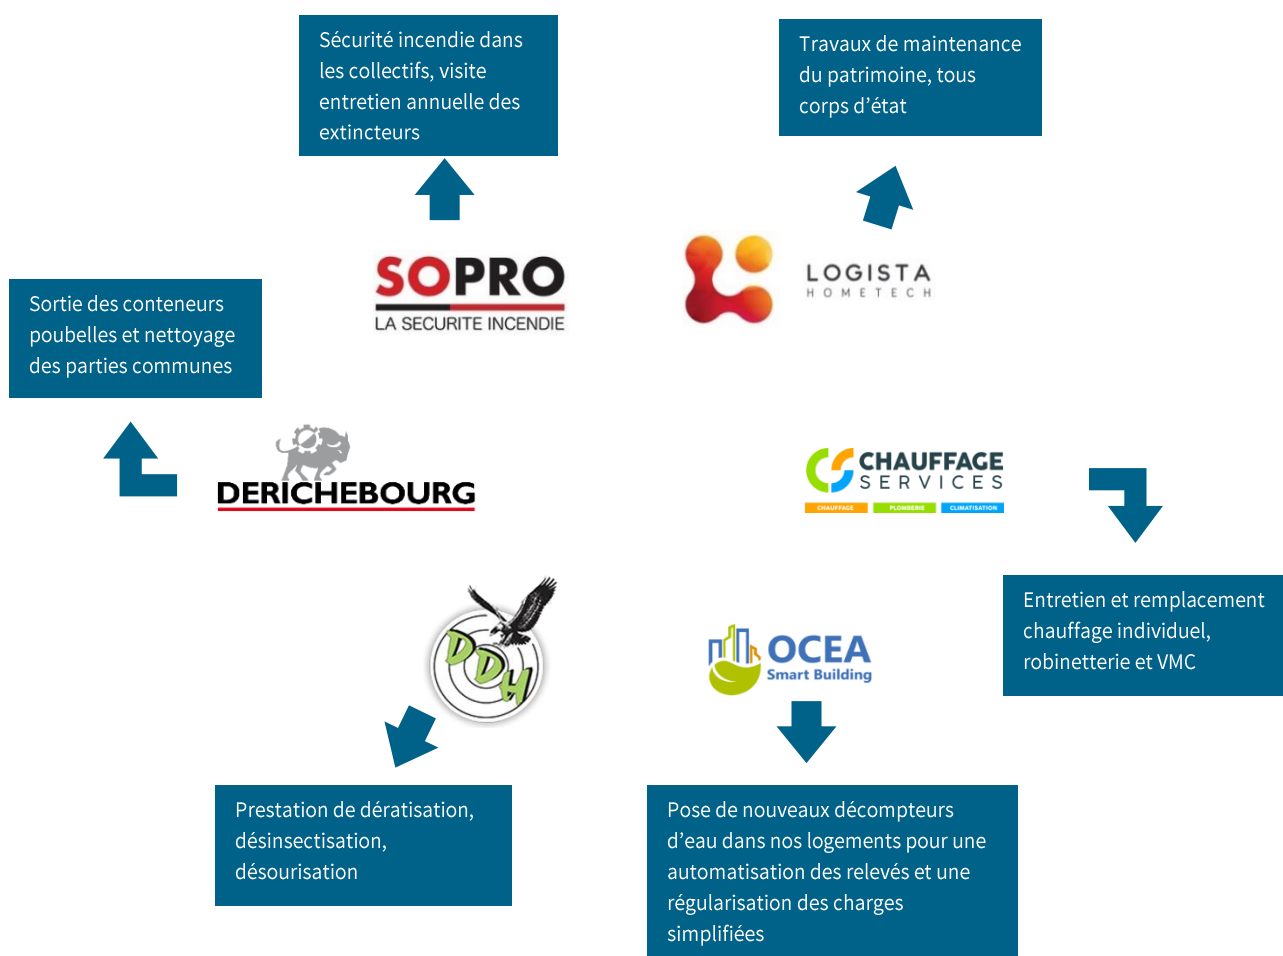 Sécurité incendie dans
les collectifs, visite
entretien annuelle des
extincteurs
Travaux de maintenance
du patrimoine, tous
corps d'état
SOPRO
LA SECURITE INCENDIE
LOGISTA
HOMETECH
Sortie des conteneurs
poubelles et nettoyage
des parties communes
DERICHEBOURG
CHAUFFAGE
SERVICES
CHAUFFAGE
PLOMBERIE
CLIMATISATION
Entretien et remplacement
chauffage individuel,
robinetterie et VMC
DDH
OCEA
Smart Building
Prestation de dératisation,
désinsectisation,
désourisation
Pose de nouveaux décompteurs
d'eau dans nos logements pour une
automatisation des relevés et une
régularisation des charges
simplifiées